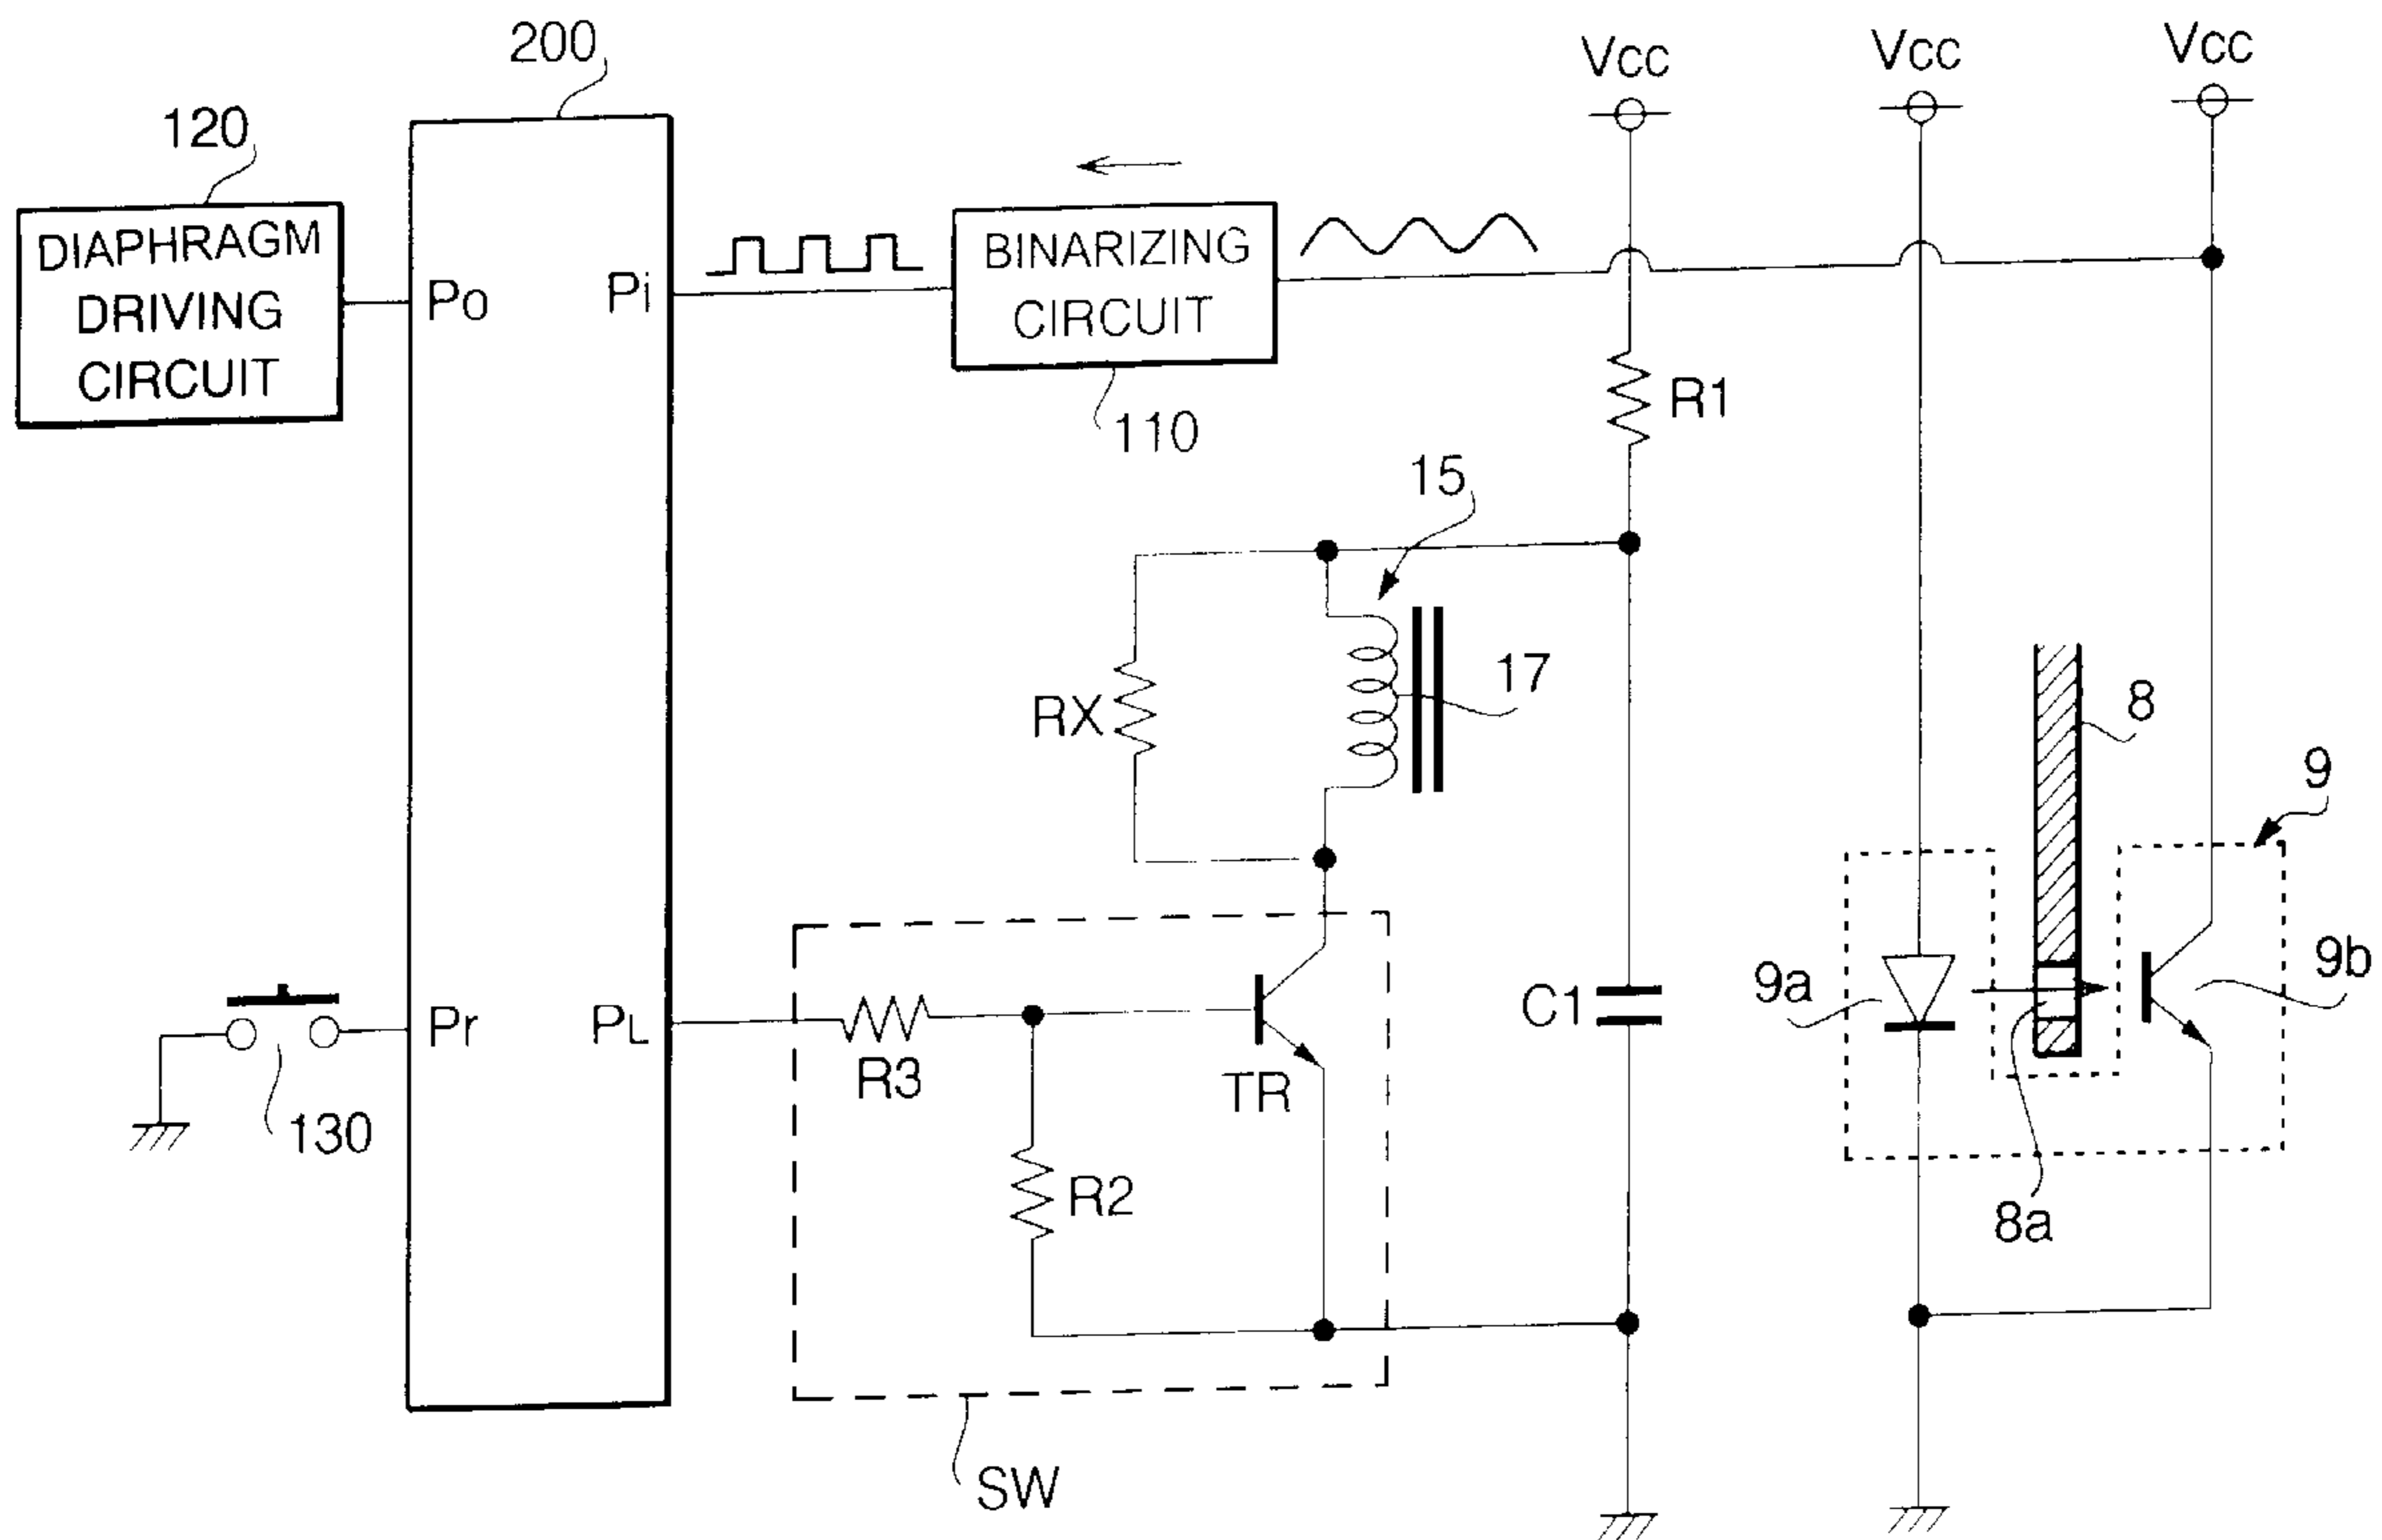 200
Vcc
Vcc
Vcc
120
DIAPHRAGM
DRIVING
CIRCUIT
Po
Pi
BINARIZING
CIRCUIT
110
R1
15
RX
17
8
9
9a
9b
C1
Pr
PL
R3
TR
130
R2
8a
SW